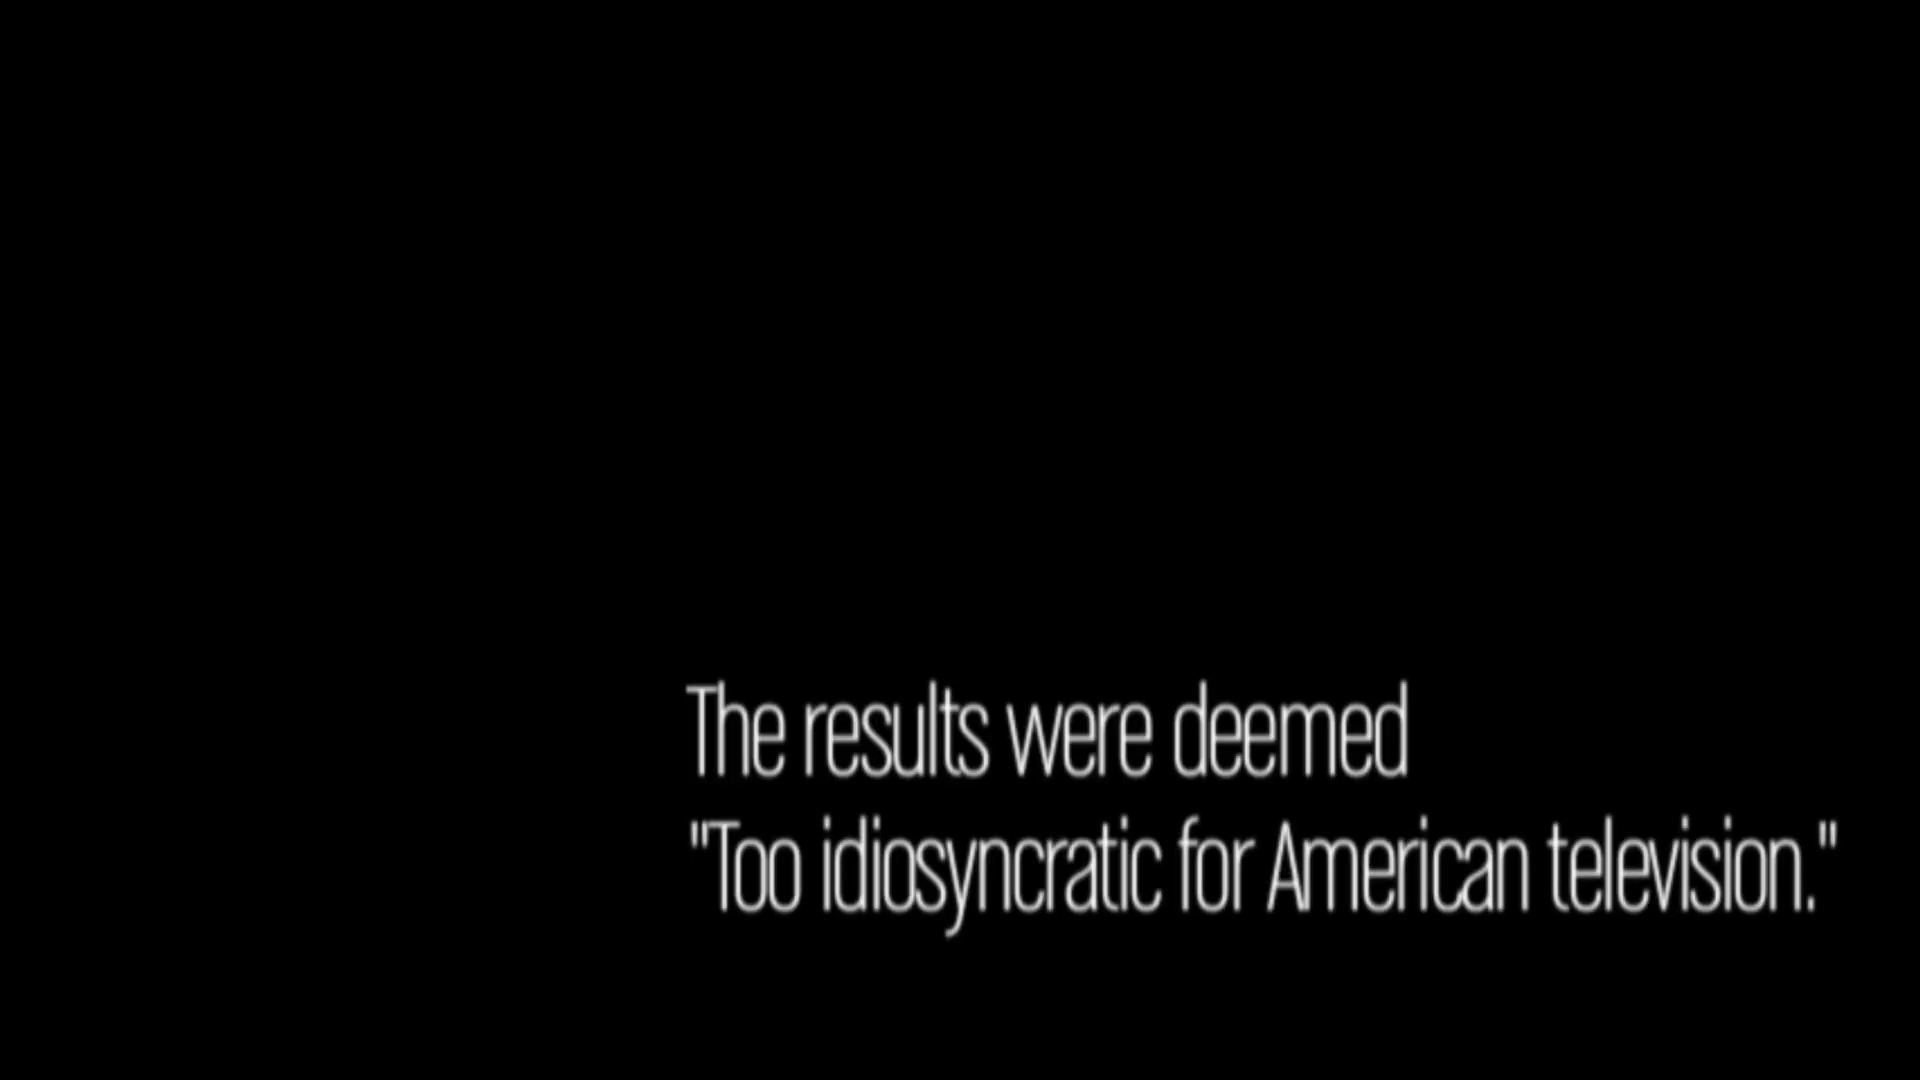 The results were deemed
"Too idiosyncratic for American television."